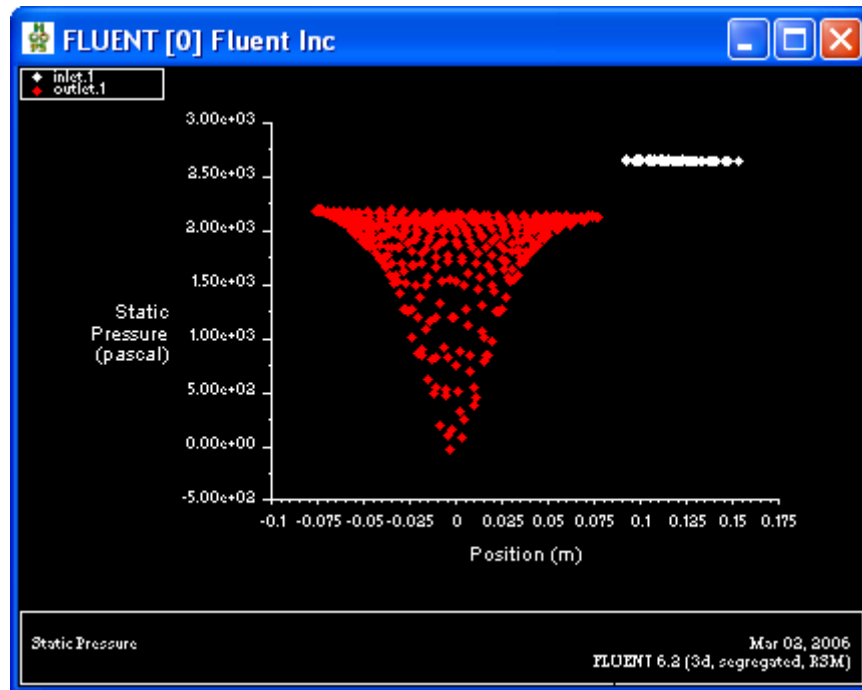 FLUENT [0] Fluent Inc
inlet.1
outlet.1
3.00e+03
2.50e+03
2.00e+03
1.50e+03
1.00e+03
5.00e+02
0.00e+00
-5.00e+02
Static
Pressure
(pascal)
-0.1 -0.075 -0.05 -0.025 0 0.025 0.05 0.075 0.1 0.125 0.15 0.175
Position (m)
Static Pressure
Mar 02, 2006
FLUENT 6.2 (3d, segregated, RSM)